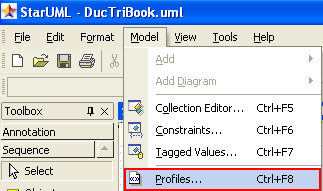 StarUML - DucTriBook.uml
File Edit Format Model View Tools Help
Add
Add Diagram
Collection Editor... Ctrl+F5
Constraints... Ctrl+F6
Tagged Values... Ctrl+F7
Profiles... Ctrl+F8
Toolbox
Annotation
Sequence
Select